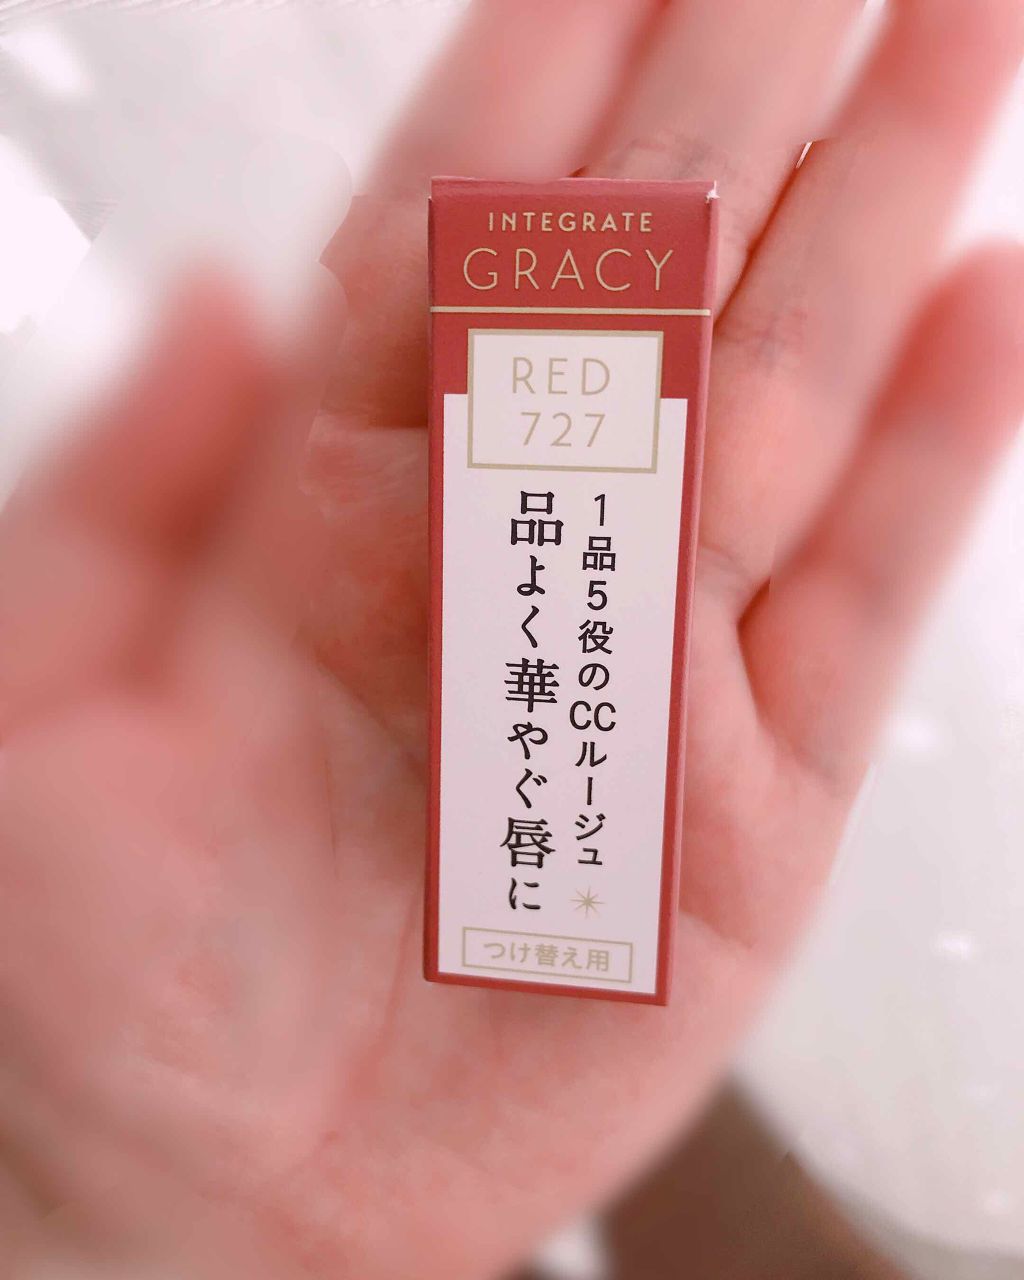 INTEGRATE
GRACY
RED
727
1品5役のCCルージュ
品よく華やぐ唇に
つけ替え用